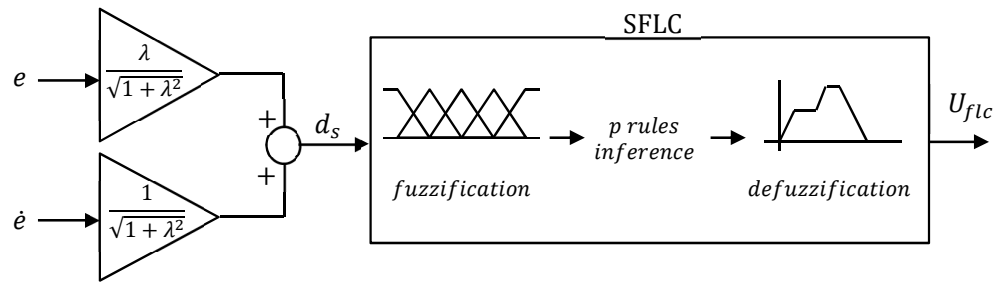 SFLC
e
λ
√1 + λ²
+
d_s
+
ė
1
√1 + λ²
fuzzification
p rules
inference
defuzzification
U_flc